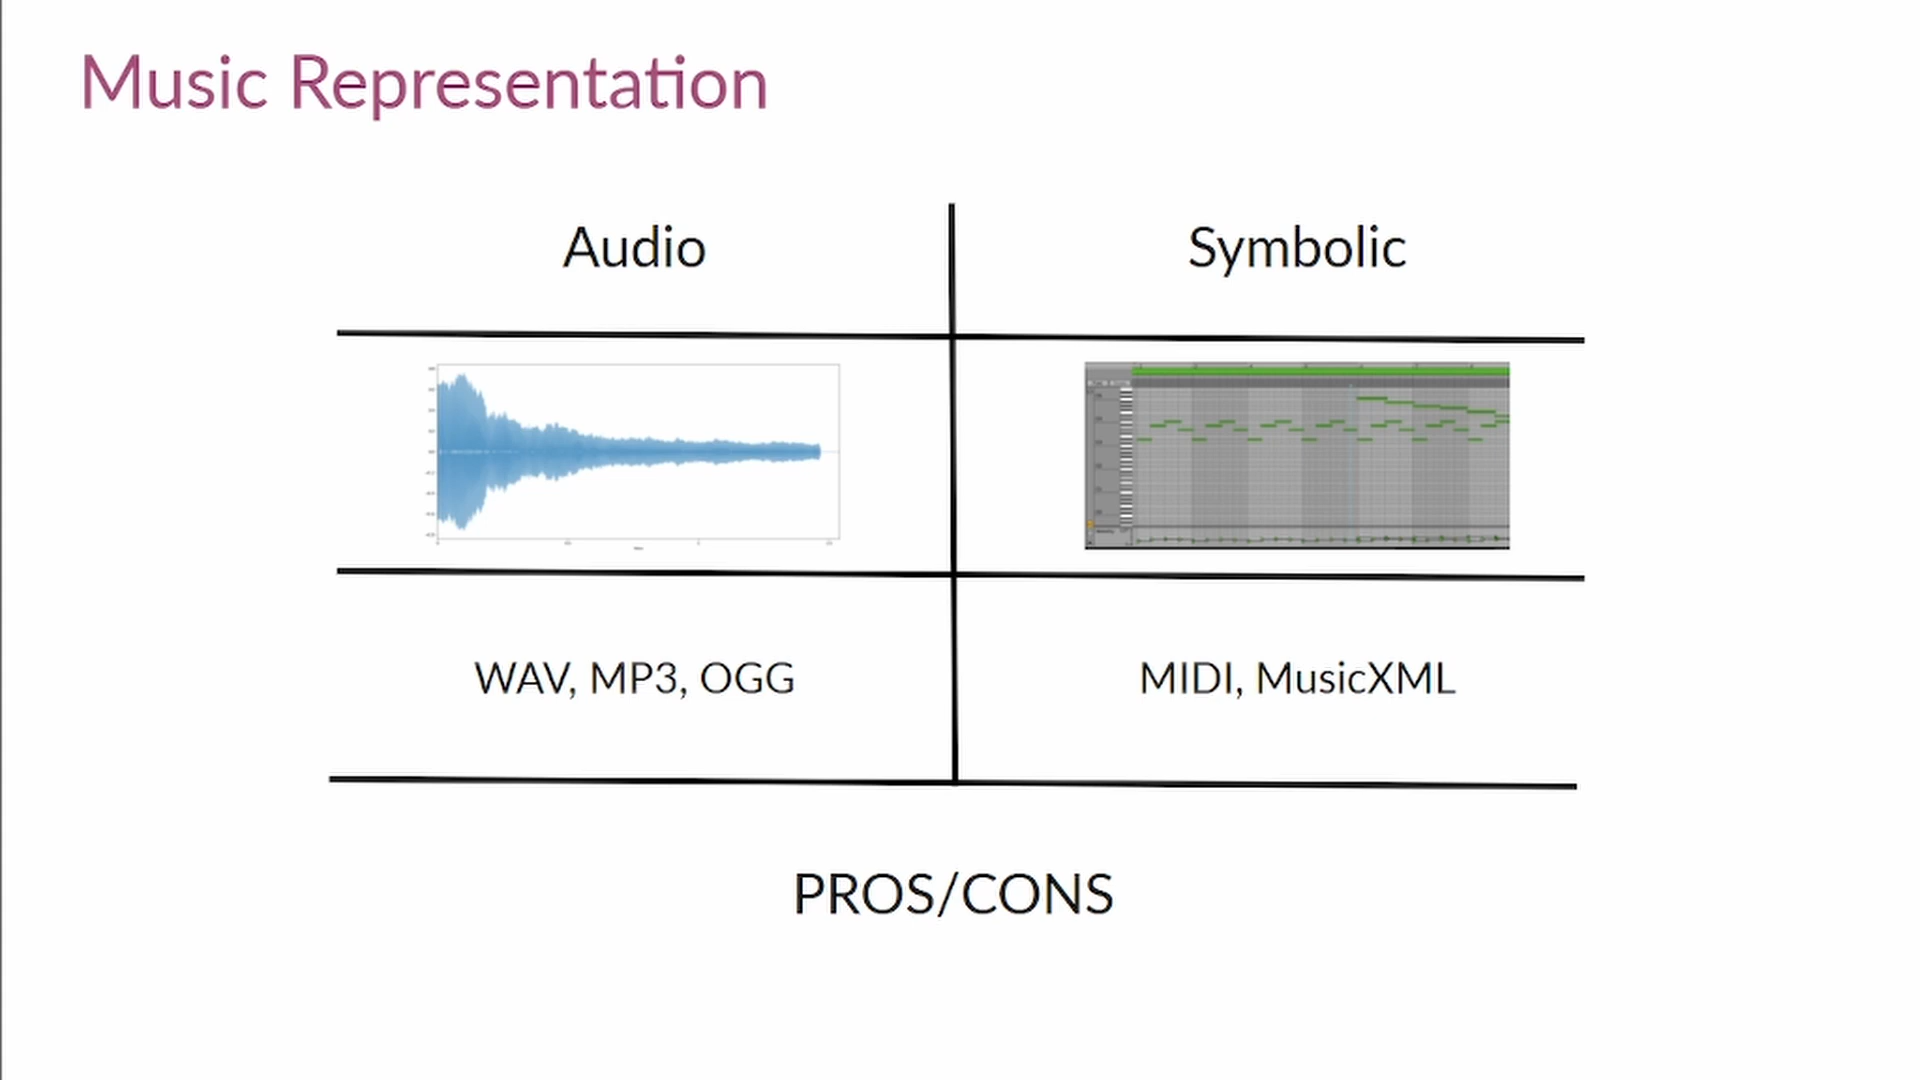 Music Representation
Audio
Symbolic
WAV, MP3, OGG
MIDI, MusicXML
PROS/CONS